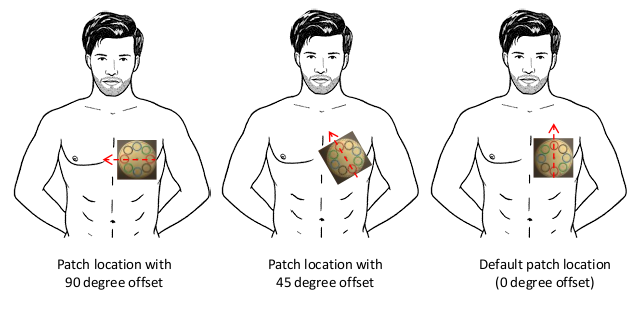 Patch location with
90 degree offset
Patch location with
45 degree offset
Default patch location
(0 degree offset)